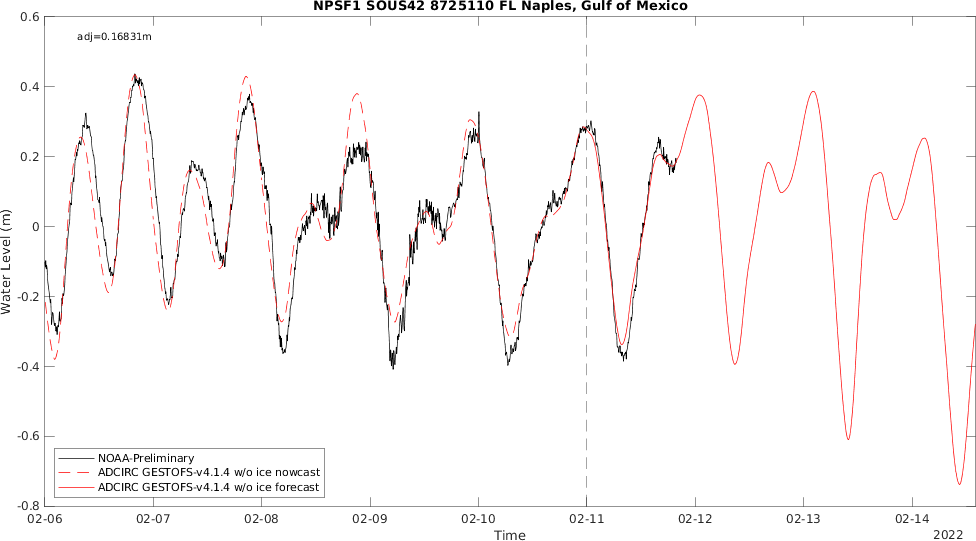 NPSF1 SOUS42 8725110 FL Naples, Gulf of Mexico
adj=0.16831m
0.6
0.4
0.2
0
-0.2
-0.4
-0.6
-0.8
Water Level (m)
NOAA-Preliminary
ADCIRC GESTOFS-v4.1.4 w/o ice nowcast
ADCIRC GESTOFS-v4.1.4 w/o ice forecast
02-06 02-07 02-08 02-09 02-10 02-11 02-12 02-13 02-14
Time
2022